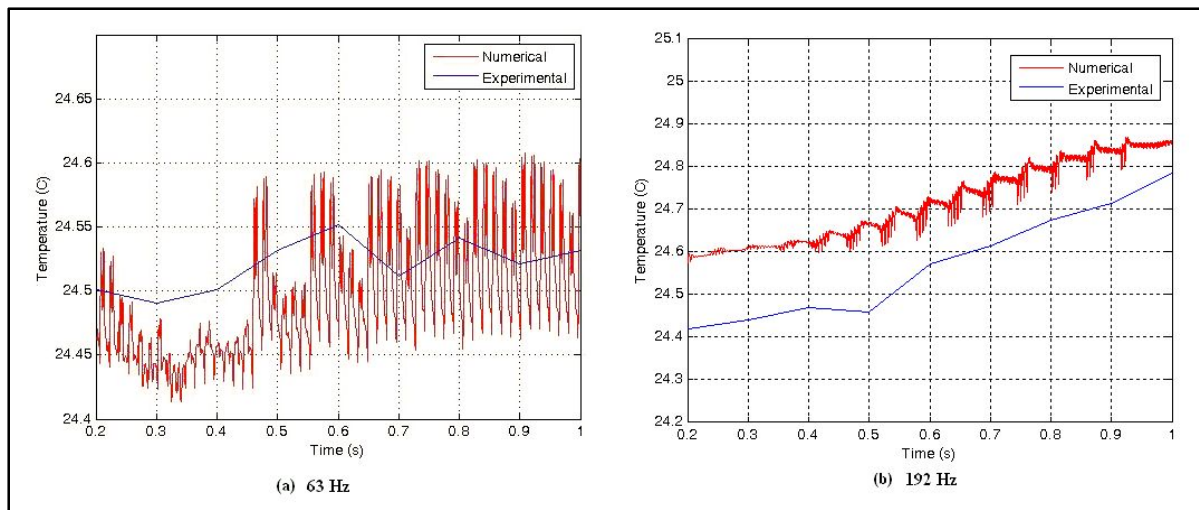 Numerical
Experimental
24.65
24.6
24.55
24.5
24.45
24.4
Temperature (C)
0.2 0.3 0.4 0.5 0.6 0.7 0.8 0.9 1
Time (s)
(a) 63 Hz
Numerical
Experimental
25.1
25
24.9
24.8
24.7
24.6
24.5
24.4
24.3
24.2
Temperature (C)
0.2 0.3 0.4 0.5 0.6 0.7 0.8 0.9 1
Time (s)
(b) 192 Hz